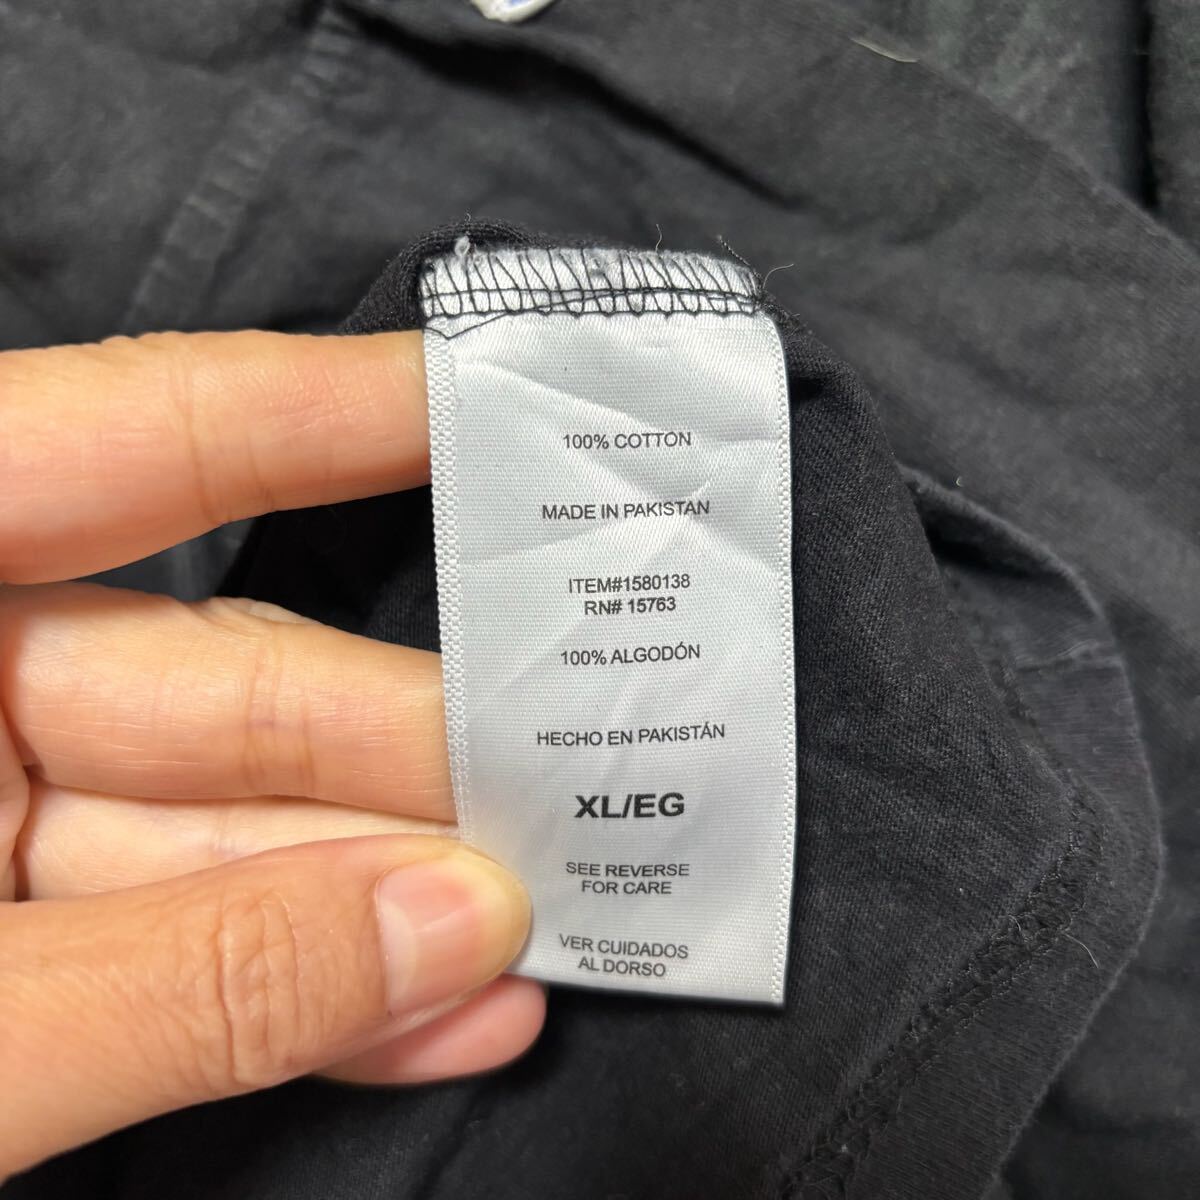 100% COTTON
MADE IN PAKISTAN
ITEM#1580138
RN# 15763
100% ALGODÓN
HECHO EN PAKISTÁN
XL/EG
SEE REVERSE
FOR CARE
VER CUIDADOS
AL DORSO